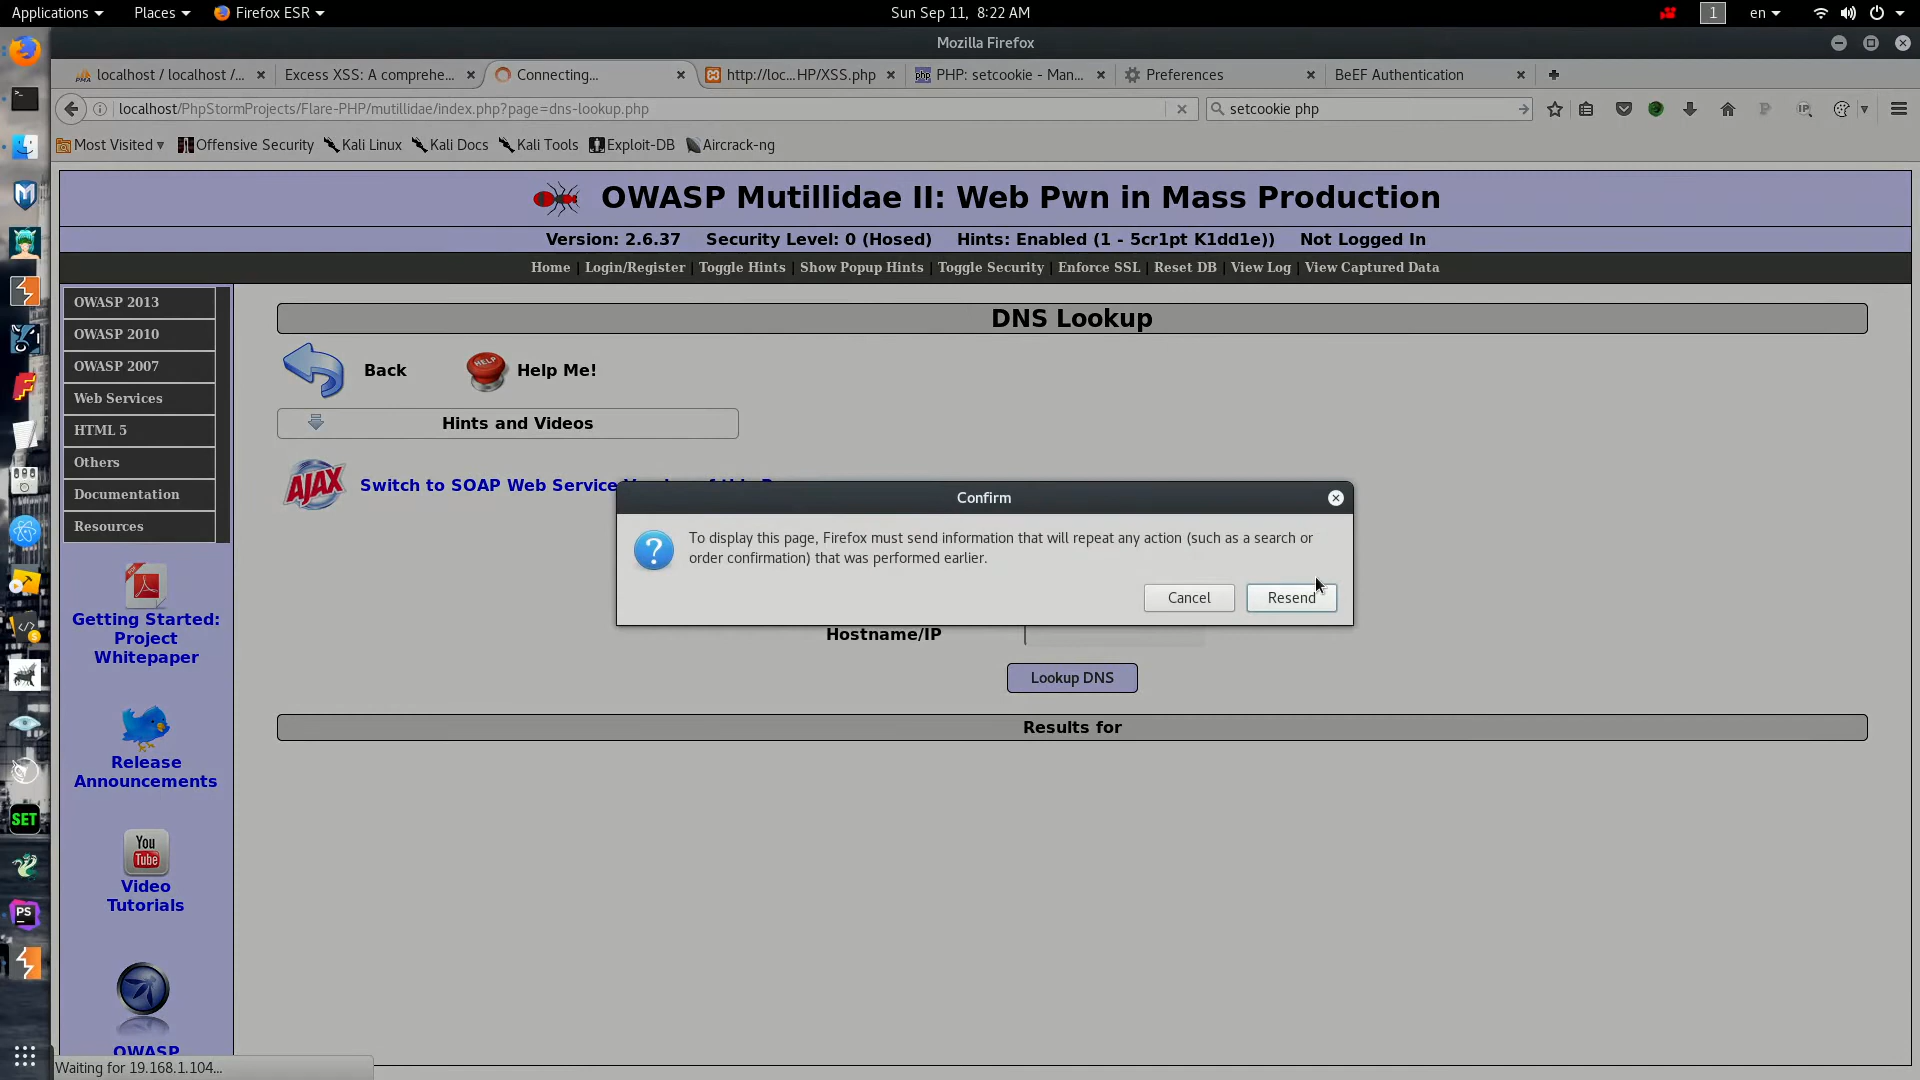 Applications Places Firefox ESR Sun Sep 11, 8:22 AM 1 en
Mozilla Firefox
localhost / localhost /... Excess XSS: A comprehe... Connecting... http://loc...HP/XSS.php PHP: setcookie - Man... Preferences BeEF Authentication
localhost/PhpStormProjects/Flare-PHP/mutillidae/index.php?page=dns-lookup.php setcookie php
Most Visited Offensive Security Kali Linux Kali Docs Kali Tools Exploit-DB Aircrack-ng
OWASP Mutillidae II: Web Pwn in Mass Production
Version: 2.6.37 Security Level: 0 (Hosed) Hints: Enabled (1 - 5cr1pt K1dd1e)) Not Logged In
Home | Login/Register | Toggle Hints | Show Popup Hints | Toggle Security | Enforce SSL | Reset DB | View Log | View Captured Data
OWASP 2013
OWASP 2010
OWASP 2007
Web Services
HTML 5
Others
Documentation
Resources
PDF
Getting Started:
Project
Whitepaper
Release
Announcements
You
Tube
Video
Tutorials
OWASP
DNS Lookup
Back HELP Help Me!
Hints and Videos
AJAX Switch to SOAP Web Service
Confirm
To display this page, Firefox must send information that will repeat any action (such as a search or
order confirmation) that was performed earlier.
Cancel Resend
Hostname/IP
Lookup DNS
Results for
SET
PS
Waiting for 19.168.1.104...